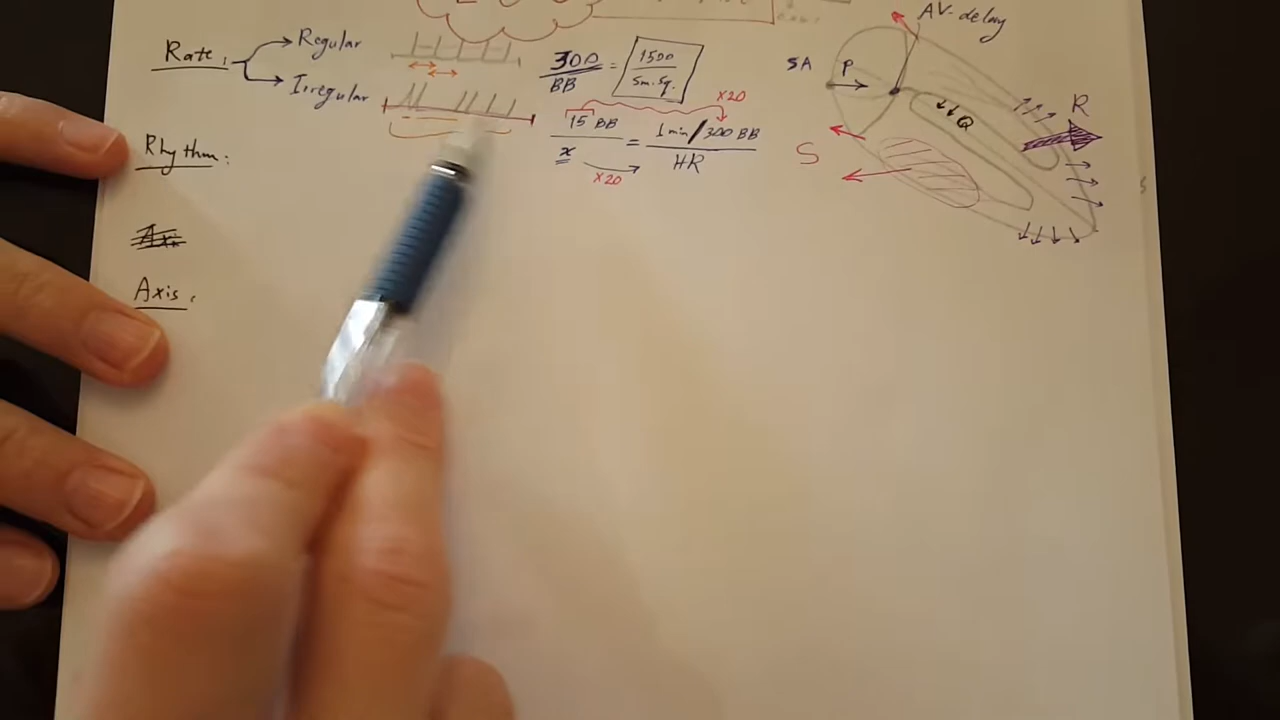 AV-delay
Rate:
Regular
Irregular
300
BB
=
1500
Sm.Sq.
x20
15 BB
x
=
1 min/300 BB
HR
x20
SA
P
Q
R
S
Rhythm:
Axis: